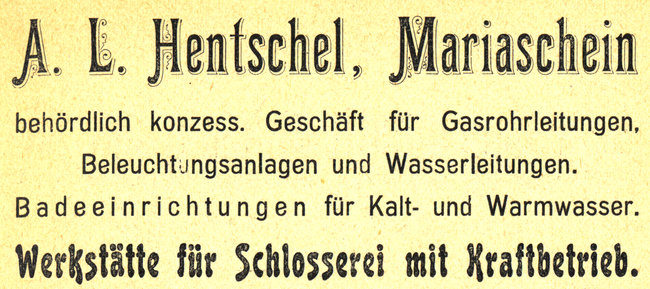 A. L. Hentschel, Mariaschein
behördlich konzess. Geschäft für Gasrohrleitungen,
Beleuchtungsanlagen und Wasserleitungen.
Badeeinrichtungen für Kalt- und Warmwasser.
Werkstätte für Schlosserei mit Kraftbetrieb.